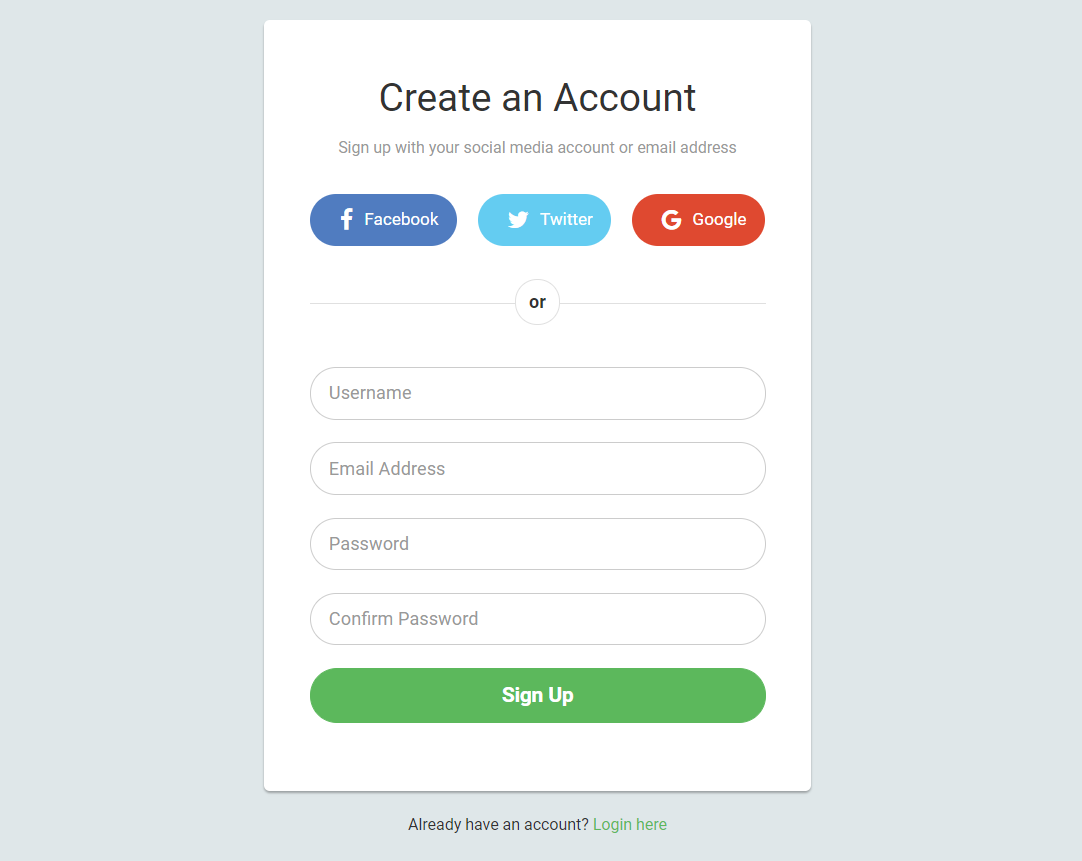 Create an Account
Sign up with your social media account or email address
Facebook Twitter Google
or
Username
Email Address
Password
Confirm Password
Sign Up
Already have an account? Login here